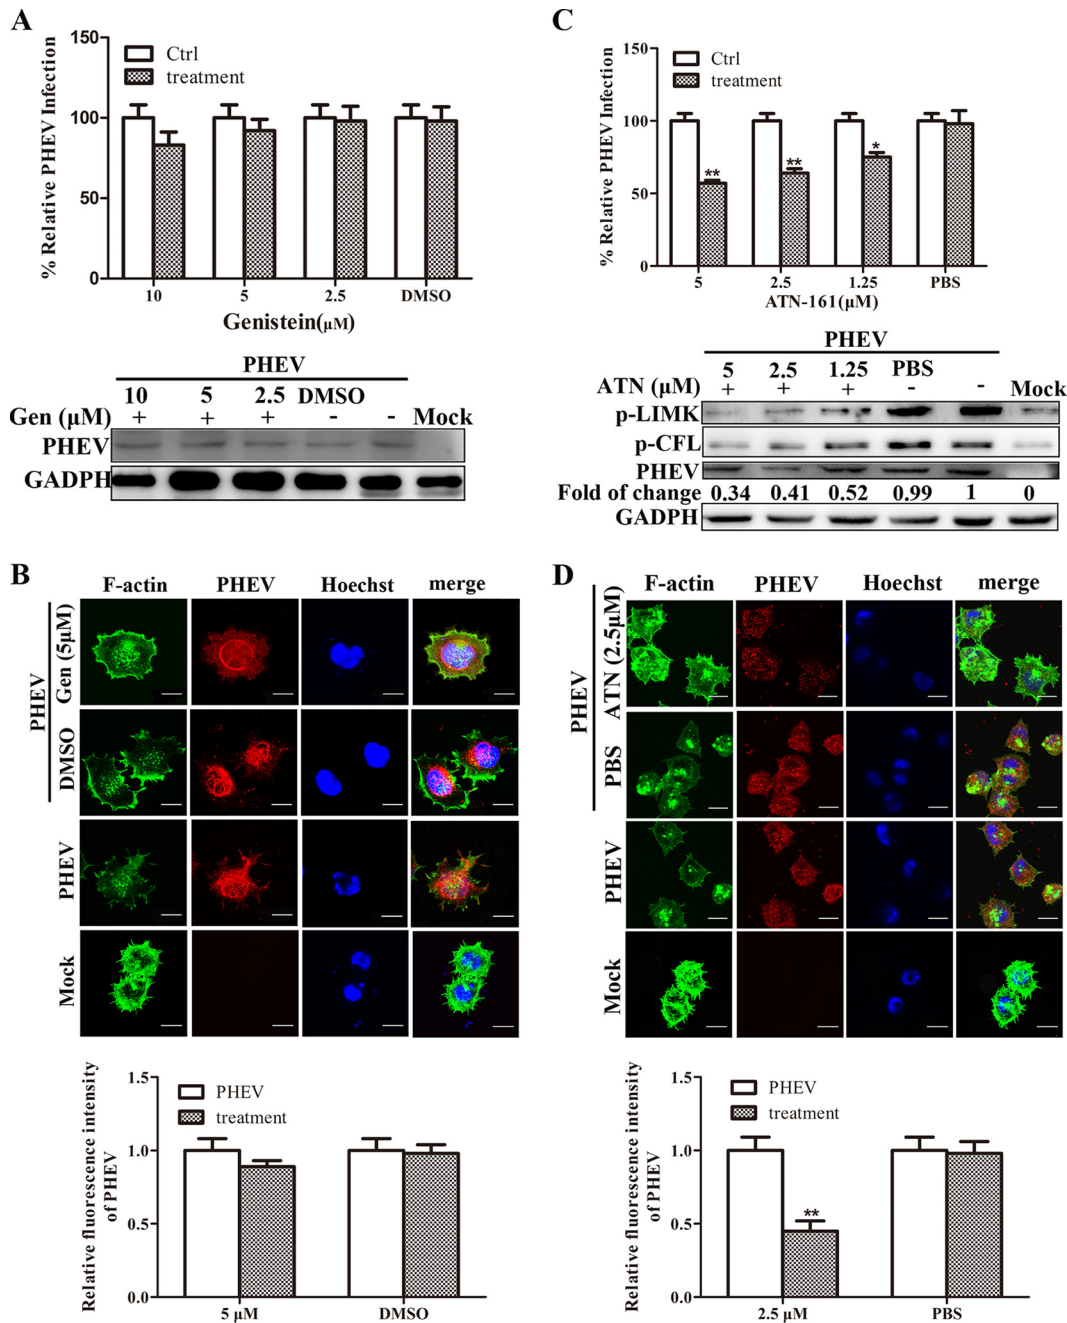 A
% Relative PHEV Infection
150
100
50
0
Ctrl
treatment
10
5
2.5
DMSO
Genistein(μM)
PHEV
10 5 2.5 DMSO
Gen (μM) + + + - - Mock
PHEV
GADPH
B
F-actin PHEV Hoechst merge
PHEV
Gen (5μM)
DMSO
PHEV
Mock
Relative fluorescence intensity
of PHEV
1.5
1.0
0.5
0.0
PHEV
treatment
5 μM
DMSO
C
% Relative PHEV Infection
150
100
50
0
Ctrl
treatment
**
**
*
5
2.5
1.25
PBS
ATN-161(μM)
PHEV
5 2.5 1.25 PBS
ATN (μM) + + + - - Mock
p-LIMK
p-CFL
PHEV
Fold of change 0.34 0.41 0.52 0.99 1 0
GADPH
D
F-actin PHEV Hoechst merge
PHEV
ATN (2.5μM)
PBS
PHEV
Mock
Relative fluorescence intensity
of PHEV
1.5
1.0
0.5
0.0
PHEV
treatment
**
2.5 μM
PBS